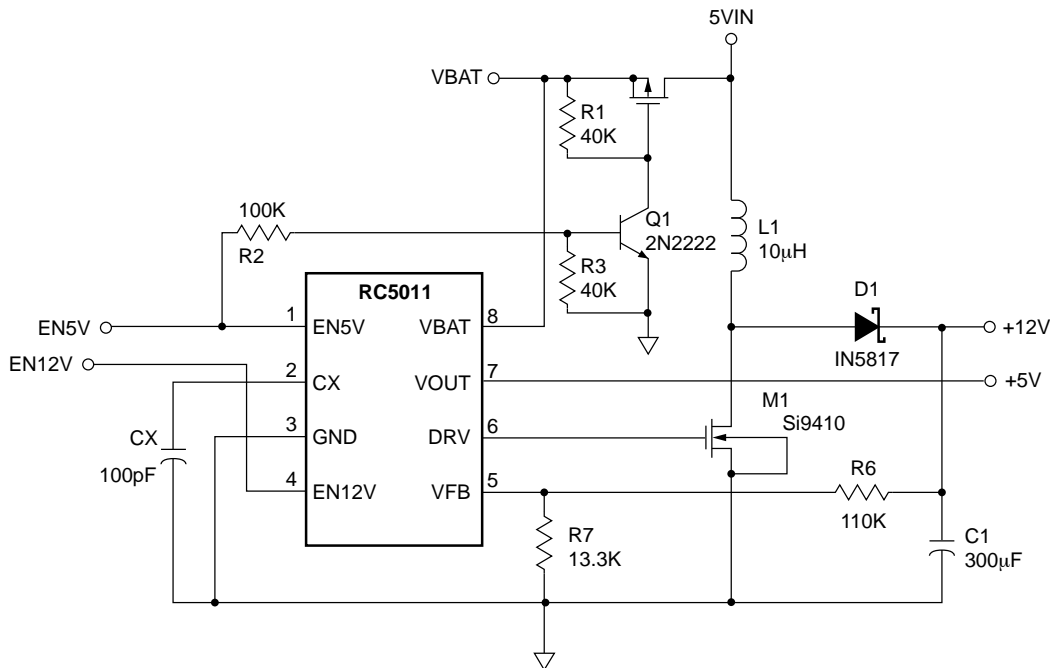 5VIN
VBAT
R1
40K
100K
R2
Q1
2N2222
L1
10µH
R3
40K
RC5011
D1
1
EN5V
VBAT
8
EN5V
+12V
EN12V
IN5817
2
CX
VOUT
7
+5V
M1
Si9410
CX
100pF
3
GND
DRV
6
4
EN12V
VFB
5
R6
110K
R7
13.3K
C1
300µF